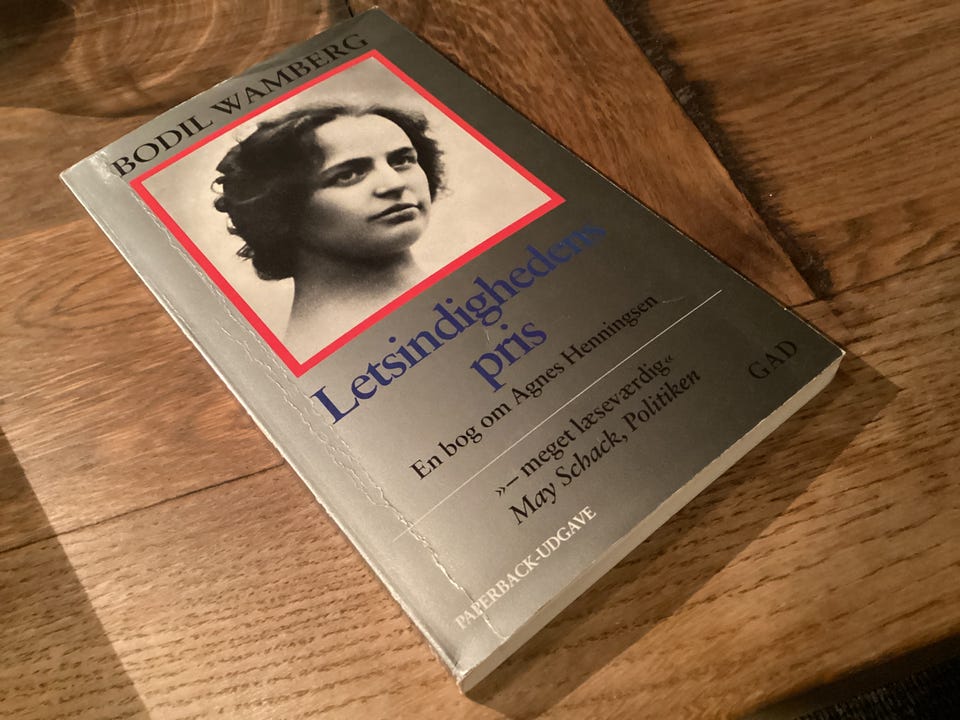 BODIL WAMBERG
Letsindighedens
pris
En bog om Agnes Henningsen
»– meget læseværdig«
May Schack, Politiken
PAPERBACK-UDGAVE
GAD